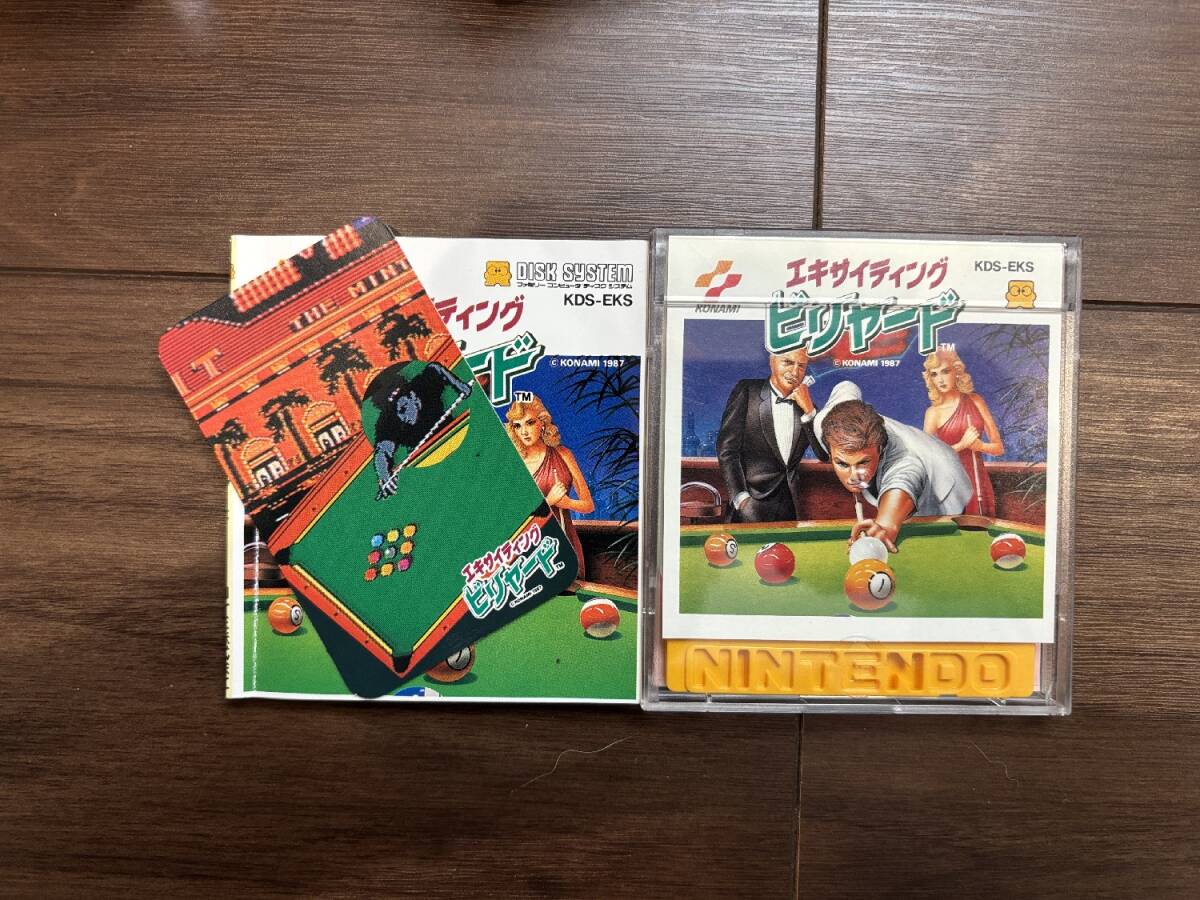 DISK SYSTEM
ファミリー コンピュータ ディスク システム
KDS-EKS
ティング
ード
TM
© KONAMI 1987
THE MINT
エキサイティング
ビリヤード
TM
© KONAMI 1987
KONAMI
エキサイティング
KDS-EKS
ビリヤード
TM
© KONAMI 1987
5
1
NINTENDO